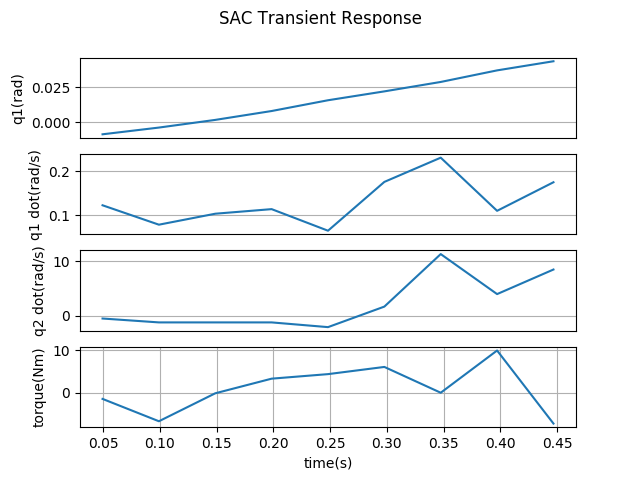 SAC Transient Response
q1(rad)
0.025
0.000
q1 dot(rad/s)
0.2
0.1
q2 dot(rad/s)
10
0
torque(Nm)
10
0
0.05 0.10 0.15 0.20 0.25 0.30 0.35 0.40 0.45
time(s)